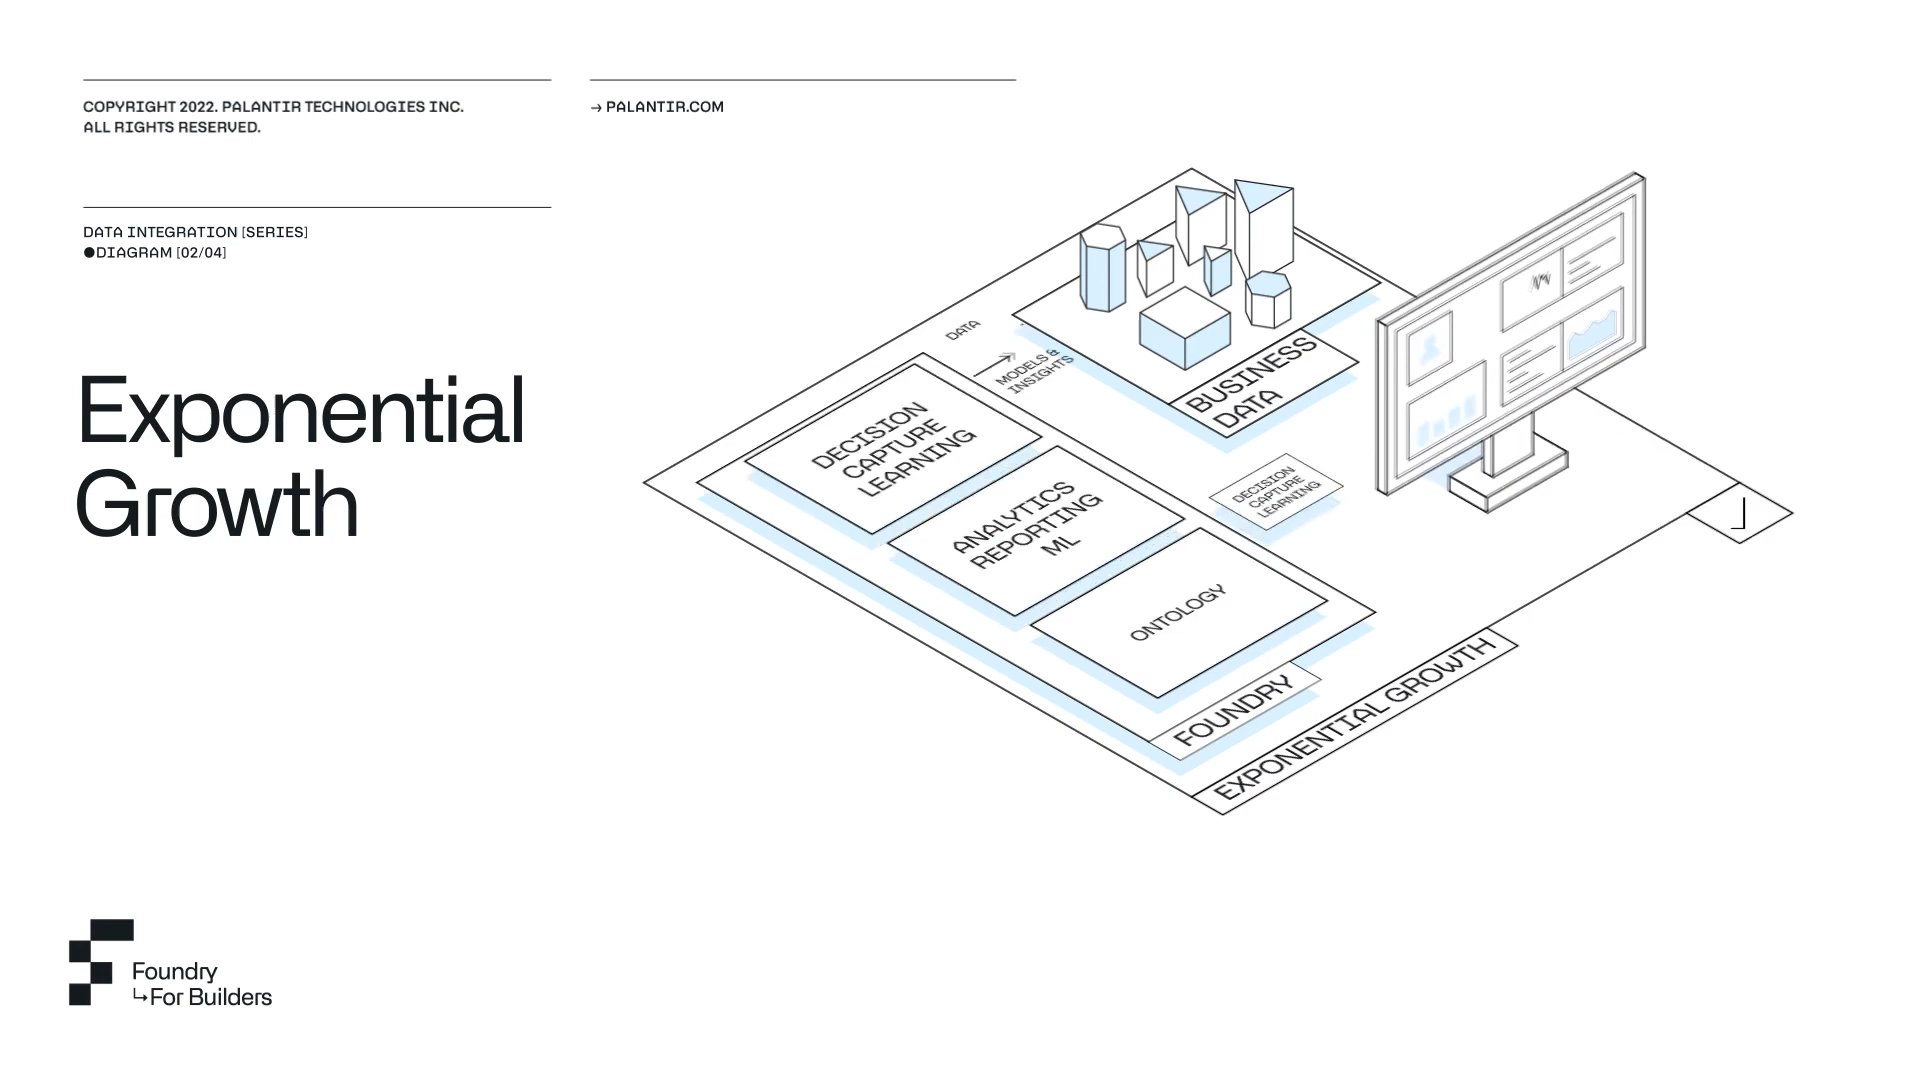 COPYRIGHT 2022. PALANTIR TECHNOLOGIES INC.
ALL RIGHTS RESERVED.
→ PALANTIR.COM
DATA INTEGRATION [SERIES]
●DIAGRAM [02/04]
Exponential
Growth
DATA
MODELS &
INSIGHTS
BUSINESS
DATA
DECISION
CAPTURE
LEARNING
ANALYTICS
REPORTING
ML
ONTOLOGY
DECISION
CAPTURE
LEARNING
FOUNDRY
EXPONENTIAL GROWTH
Foundry
↳For Builders